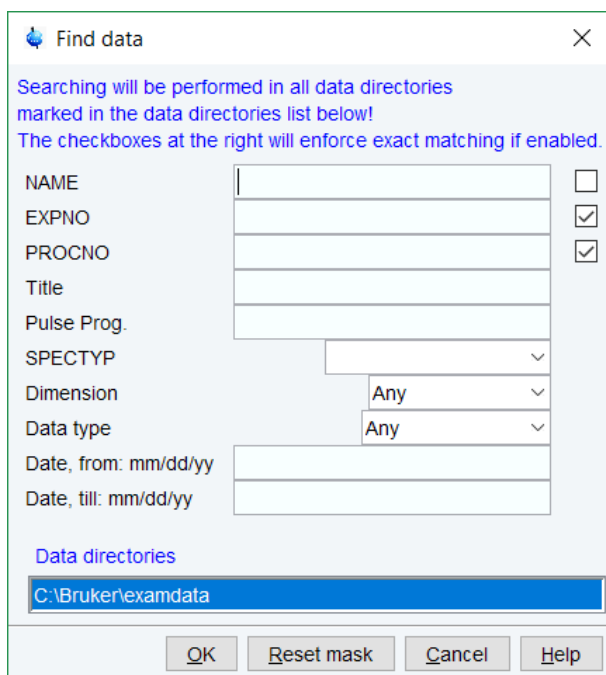 Find data
Searching will be performed in all data directories
marked in the data directories list below!
The checkboxes at the right will enforce exact matching if enabled.
NAME
EXPNO
PROCNO
Title
Pulse Prog.
SPECTYP
Dimension Any
Data type Any
Date, from: mm/dd/yy
Date, till: mm/dd/yy
Data directories
C:\Bruker\examdata
OK Reset mask Cancel Help